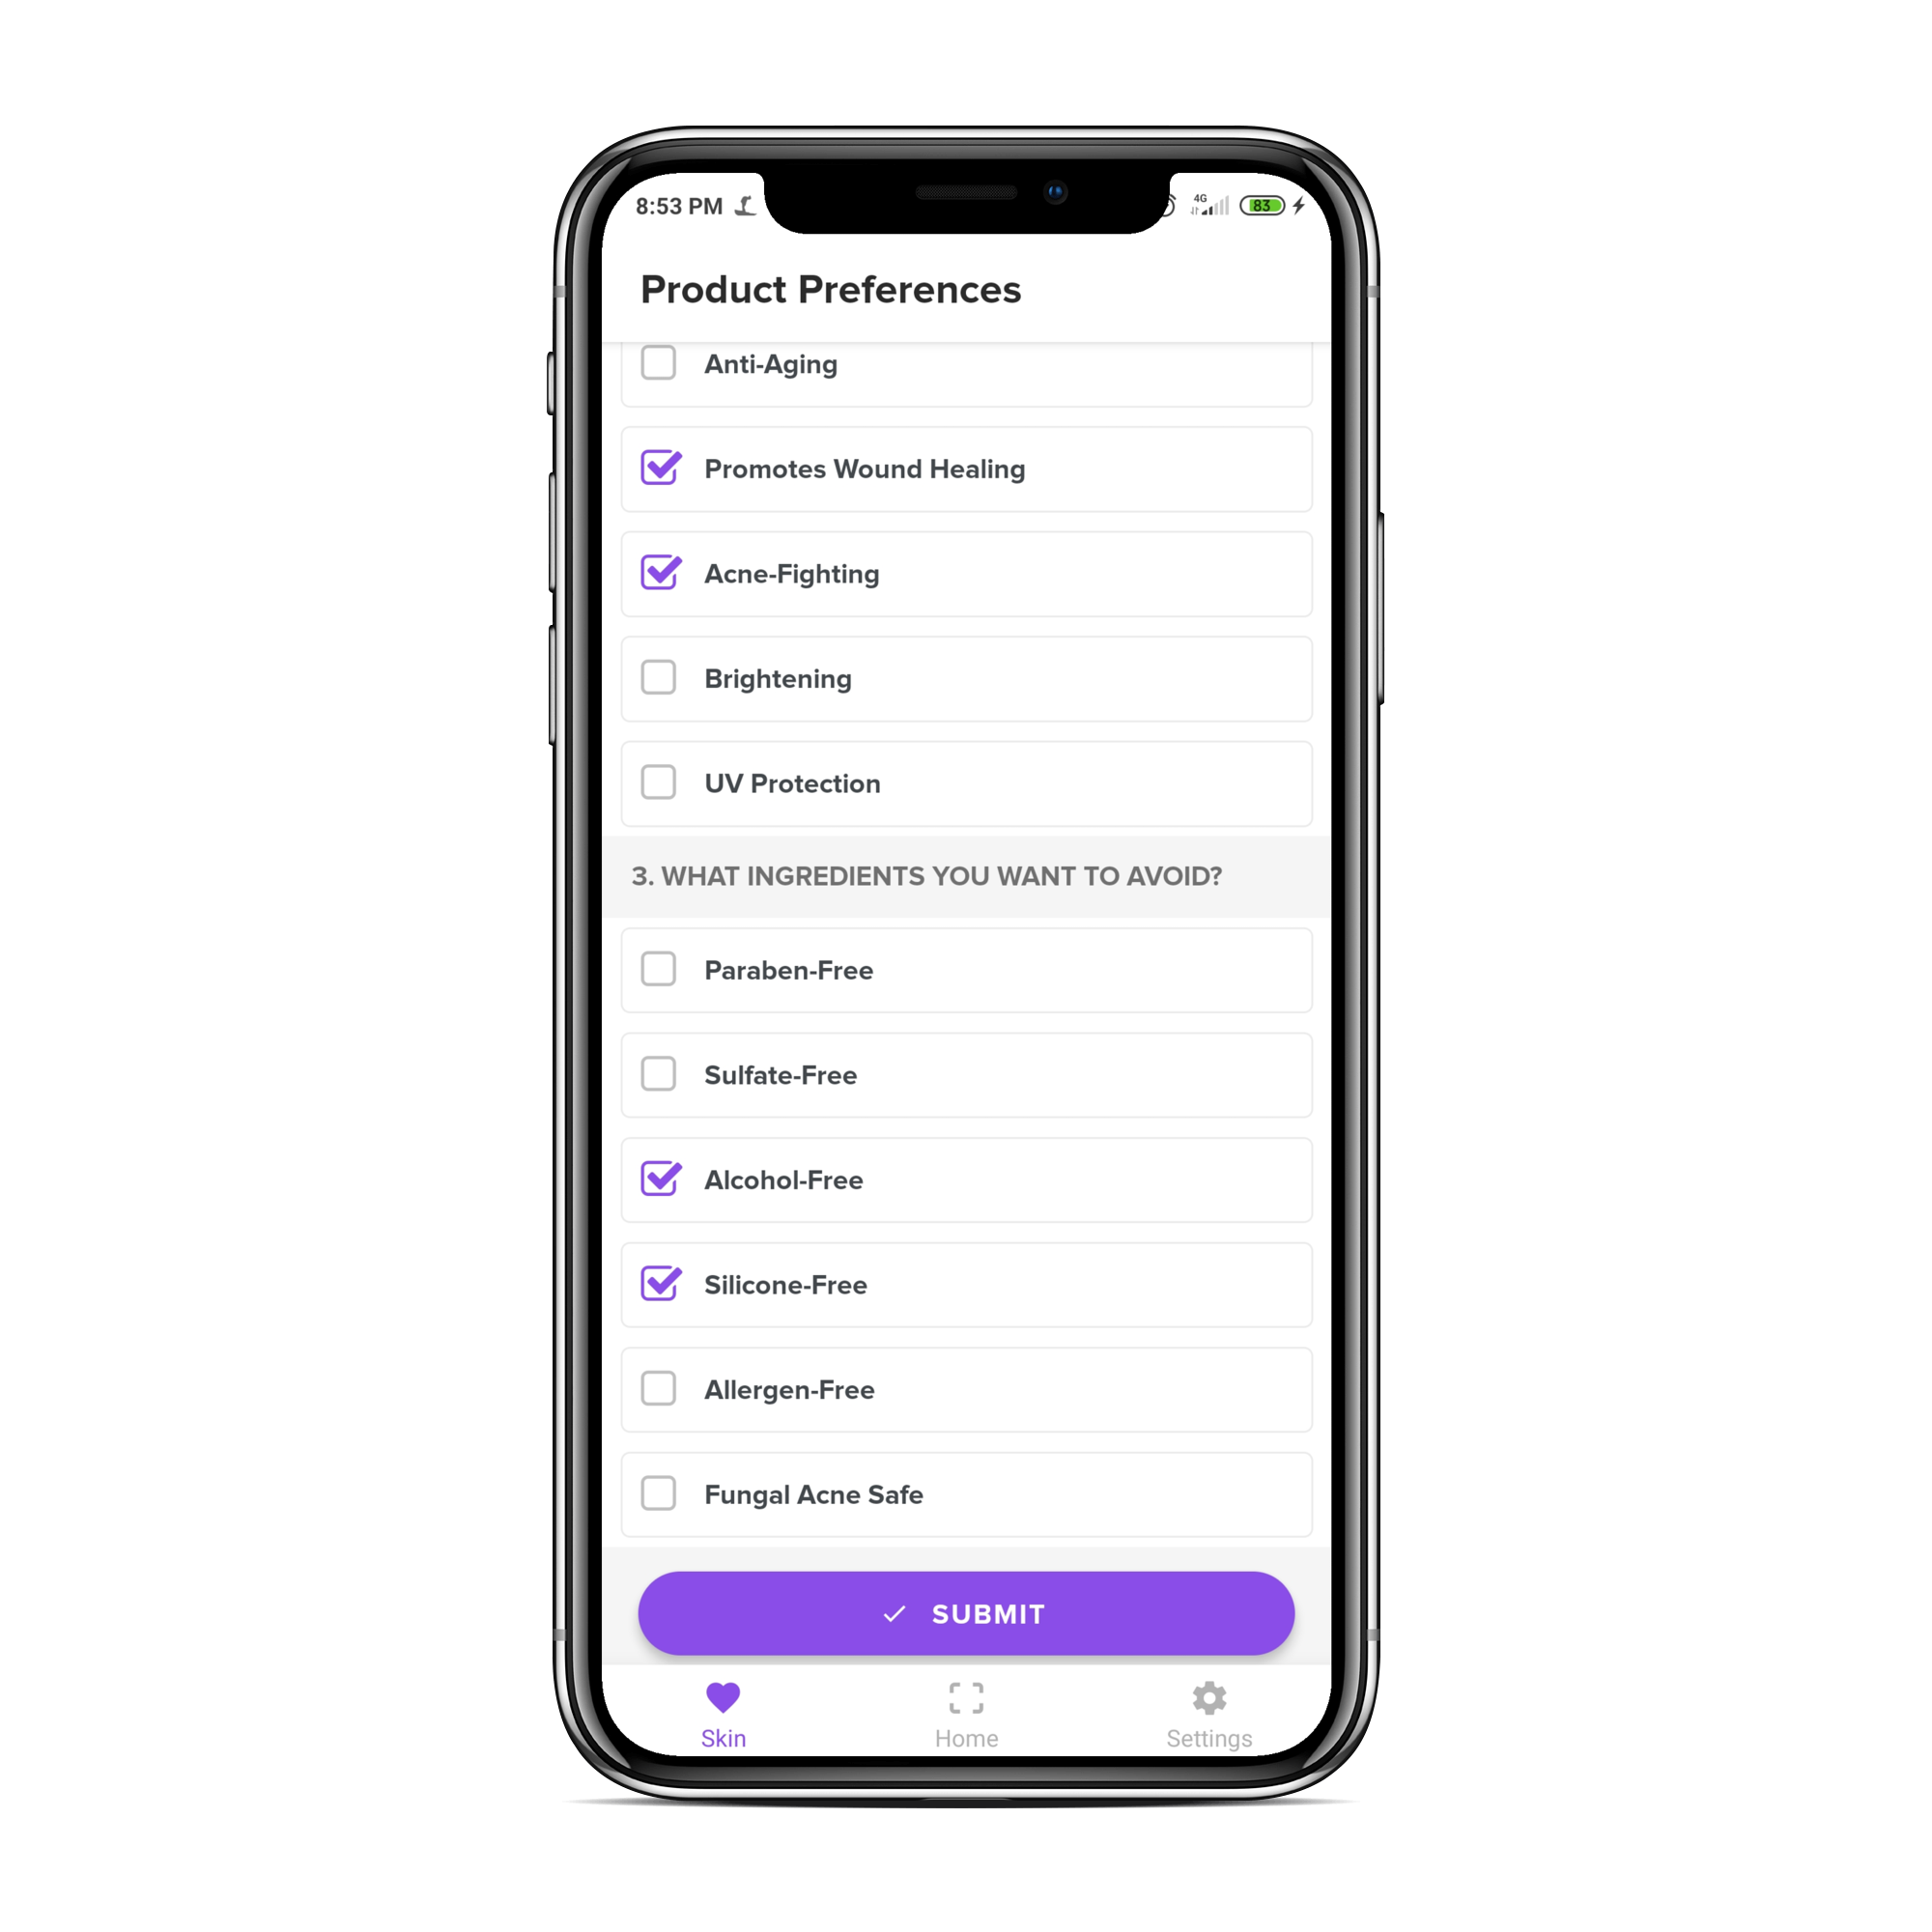 8:53 PM
4G
83
Product Preferences
Anti-Aging
Promotes Wound Healing
Acne-Fighting
Brightening
UV Protection
3. WHAT INGREDIENTS YOU WANT TO AVOID?
Paraben-Free
Sulfate-Free
Alcohol-Free
Silicone-Free
Allergen-Free
Fungal Acne Safe
SUBMIT
Skin
Home
Settings